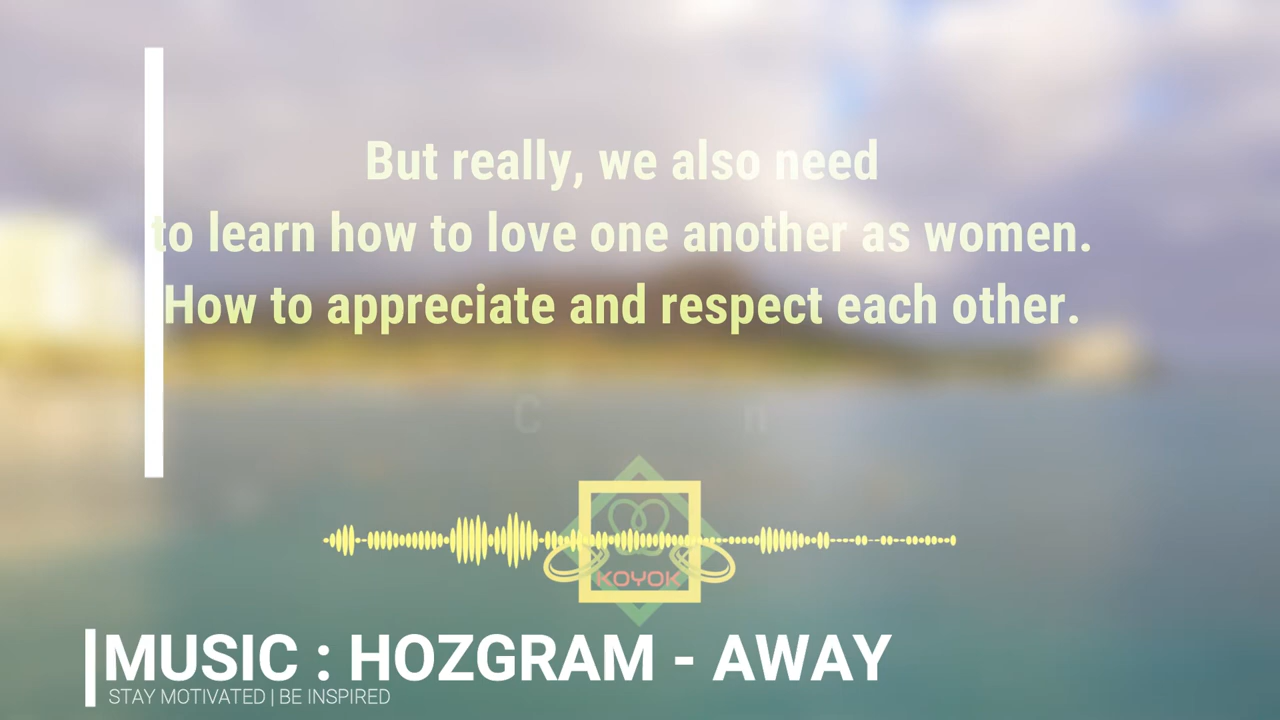 But really, we also need
to learn how to love one another as women.
How to appreciate and respect each other.
KOYOK
MUSIC : HOZGRAM - AWAY
STAY MOTIVATED | BE INSPIRED